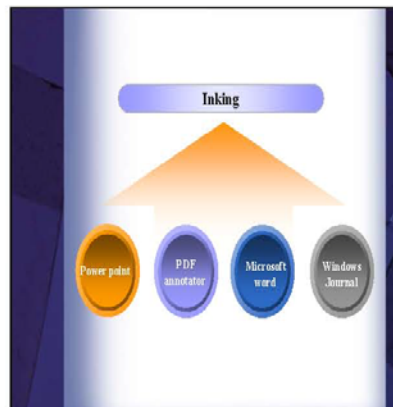 Inking
Power point
PDF
annotator
Microsoft
word
Windows
Journal